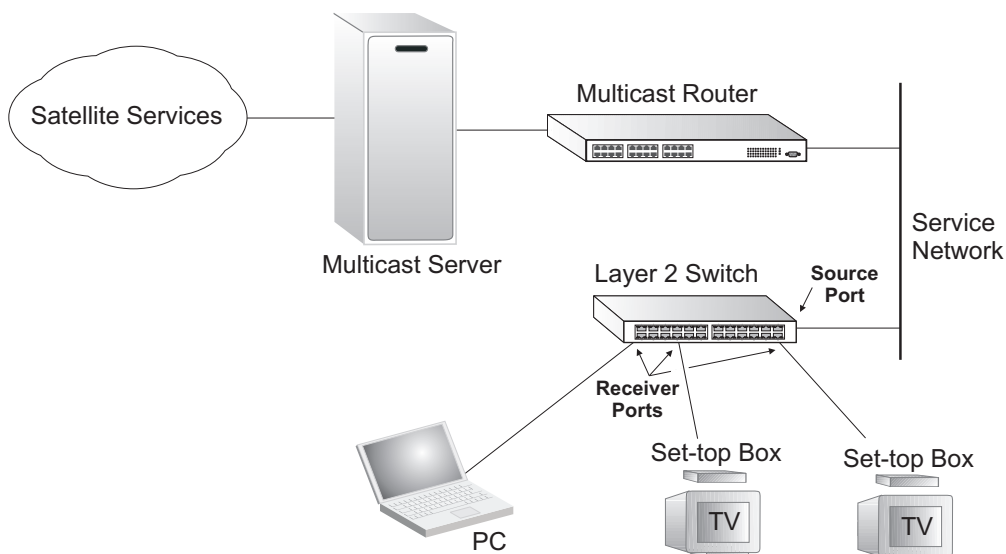 Satellite Services
Multicast Server
Multicast Router
Service
Network
Layer 2 Switch
Source
Port
Receiver
Ports
PC
Set-top Box
TV
Set-top Box
TV